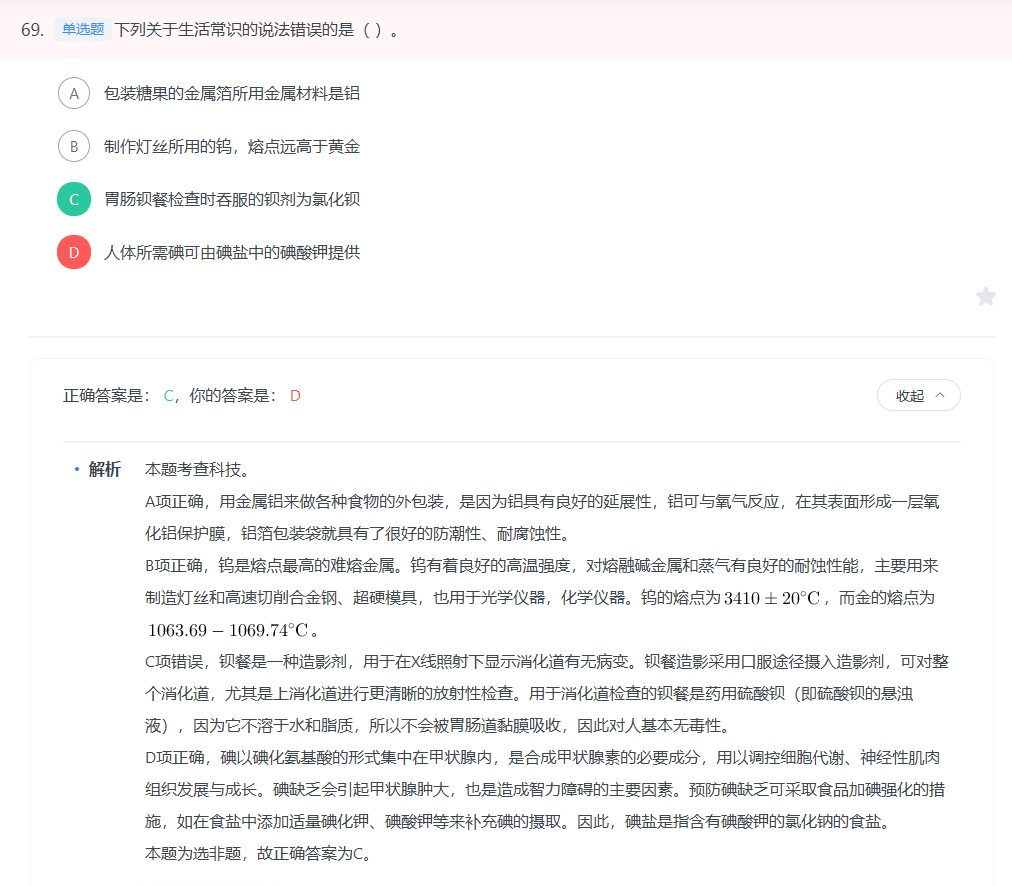 69. 单选题 下列关于生活常识的说法错误的是（ ）。
A 包装糖果的金属箔所用金属材料是铝
B 制作灯丝所用的钨，熔点远高于黄金
C 胃肠钡餐检查时吞服的钡剂为氯化钡
D 人体所需碘可由碘盐中的碘酸钾提供
正确答案是： C，你的答案是： D
收起
解析 本题考查科技。
A项正确，用金属铝来做各种食物的外包装，是因为铝具有良好的延展性，铝可与氧气反应，在其表面形成一层氧
化铝保护膜，铝箔包装袋就具有了很好的防潮性、耐腐蚀性。
B项正确，钨是熔点最高的难熔金属。钨有着良好的高温强度，对熔融碱金属和蒸气有良好的耐蚀性能，主要用来
制造灯丝和高速切削合金钢、超硬模具，也用于光学仪器，化学仪器。钨的熔点为3410 ± 20°C，而金的熔点为
1063.69 − 1069.74°C。
C项错误，钡餐是一种造影剂，用于在X线照射下显示消化道有无病变。钡餐造影采用口服途径摄入造影剂，可对整
个消化道，尤其是上消化道进行更清晰的放射性检查。用于消化道检查的钡餐是药用硫酸钡（即硫酸钡的悬浊
液），因为它不溶于水和脂质，所以不会被胃肠道黏膜吸收，因此对人基本无毒性。
D项正确，碘以碘化氨基酸的形式集中在甲状腺内，是合成甲状腺素的必要成分，用以调控细胞代谢、神经性肌肉
组织发展与成长。碘缺乏会引起甲状腺肿大，也是造成智力障碍的主要因素。预防碘缺乏可采取食品加碘强化的措
施，如在食盐中添加适量碘化钾、碘酸钾等来补充碘的摄取。因此，碘盐是指含有碘酸钾的氯化钠的食盐。
本题为选非题，故正确答案为C。